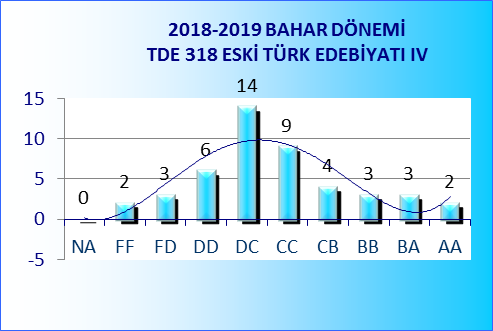 2018-2019 BAHAR DÖNEMİ
TDE 318 ESKİ TÜRK EDEBİYATI IV
15
10
5
0
-5
0 2 3 6 14 9 4 3 3 2
NA FF FD DD DC CC CB BB BA AA